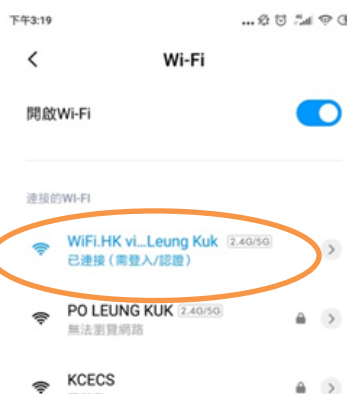 下午3:19
...
Wi-Fi
開啟Wi-Fi
連接的WI-FI
WiFi.HK vi...Leung Kuk 2.4G/5G
已連接 (需登入/認證)
PO LEUNG KUK 2.4G/5G
無法瀏覽網路
KCECS